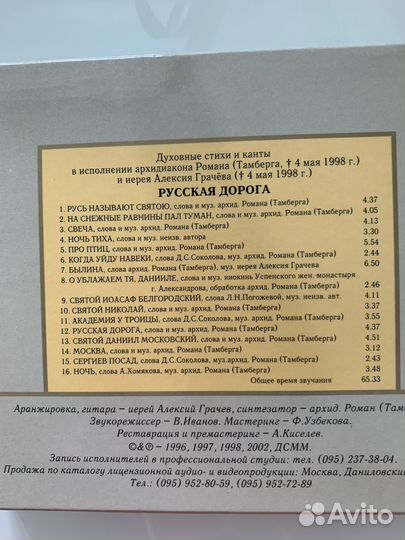 Духовные стихи и канты
в исполнении архидиакона Романа (Тамберга, † 4 мая 1998 г.)
и иерея Алексия Грачёва († 4 мая 1998 г.)
РУССКАЯ ДОРОГА
1. РУСЬ НАЗЫВАЮТ СВЯТОЮ, слова и муз. архид. Романа (Тамберга) 4.37
2. НА СНЕЖНЫЕ РАВНИНЫ ПАЛ ТУМАН, слова и муз. архид. Романа (Тамберга) 4.05
3. СВЕЧА, слова и муз. архид. Романа (Тамберга) 4.13
4. НОЧЬ ТИХА, слова и муз. неизв. автора 3.30
5. ПРО ПТИЦ, слова и муз. архид. Романа (Тамберга) 5.54
6. КОГДА УЙДУ НАВЕКИ, слова Д.С.Соколова, муз. архид. Романа (Тамберга) 2.44
7. БЫЛИНА, слова архид. Романа (Тамберга), муз. иерея Алексия Грачева 6.50
8. О УБЛАЖАЕМ ТЯ, ДАНИИЛЕ, слова и муз инокинь Успенского жен. монастыря
г. Александрова, обработка архид. Романа (Тамберга) 2.46
9. СВЯТОЙ ИОАСАФ БЕЛГОРОДСКИЙ, слова Л.Н.Погожевой, муз. неизв. авт. 4.11
10. СВЯТОЙ НИКОЛАЙ, слова и муз. архид. Романа (Тамберга) 3.37
11. АКАДЕМИЯ У ТРОИЦЫ, слова Д.С.Соколова, муз. архид. Романа (Тамберга) 3.55
12. РУССКАЯ ДОРОГА, слова и муз. архид. Романа (Тамберга) 4.37
13. СВЯТОЙ ДАНИИЛ МОСКОВСКИЙ, слова и муз. архид. Романа (Тамберга) 4.51
14. МОСКВА, слова и муз. архид. Романа (Тамберга) 3.12
15. СЕРГИЕВ ПОСАД, слова Д.С.Соколова, муз. архид. Романа (Тамберга) 2.43
16. НОЧЬ, слова А.Хомякова, муз. архид. Романа (Тамберга) 3.48
Общее время звучания 65.33
Аранжировка, гитара – иерей Алексий Грачев, синтезатор – архид. Роман (Там
Звукорежиссер – В.Иванов. Мастеринг – Ф.Узбекова.
Реставрация и премастеринг – А.Киселев.
©&℗ – 1996, 1997, 1998, 2002, ДСММ.
Запись исполнителей в профессиональной студии: тел. (095) 237-38-04.
Продажа по каталогу лицензионной аудио- и видеопродукции: Москва, Даниловский
Тел.: (095) 952-80-59, (095) 952-72-89
Avito